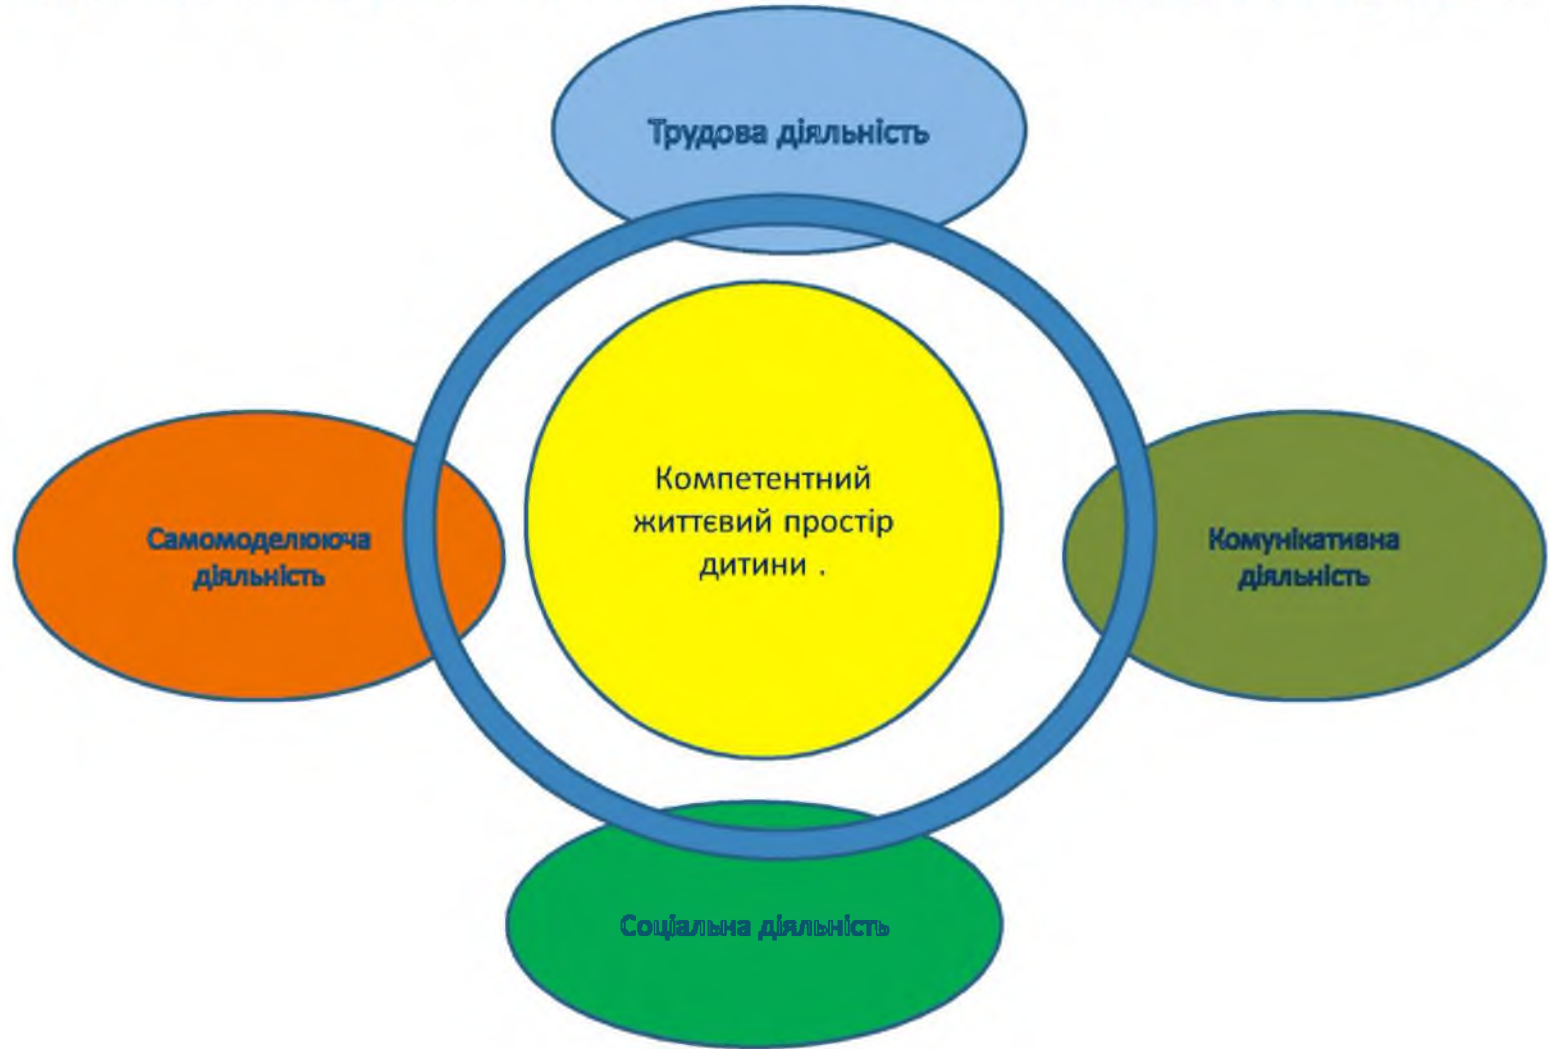 Трудова діяльність
Самомоделююча
діяльність
Компетентний
життєвий простір
дитини .
Комунікативна
діяльність
Соціальна діяльність